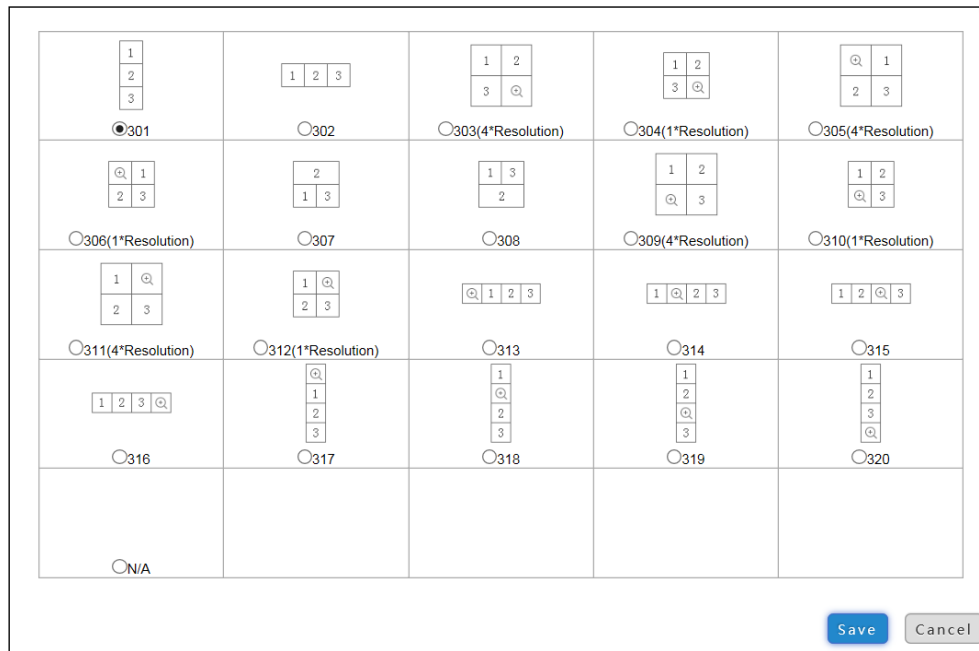 1
2
3
301
1 2 3
302
1 2
3
303(4*Resolution)
1 2
3
304(1*Resolution)
1
2 3
305(4*Resolution)
1
2 3
306(1*Resolution)
2
1 3
307
1 3
2
308
1 2
3
309(4*Resolution)
1 2
3
310(1*Resolution)
1
2 3
311(4*Resolution)
1
2 3
312(1*Resolution)
1 2 3
313
1 2 3
314
1 2 3
315
1 2 3
316
1
2
3
317
1
2
3
318
1
2
3
319
1
2
3
320
N/A
Save
Cancel